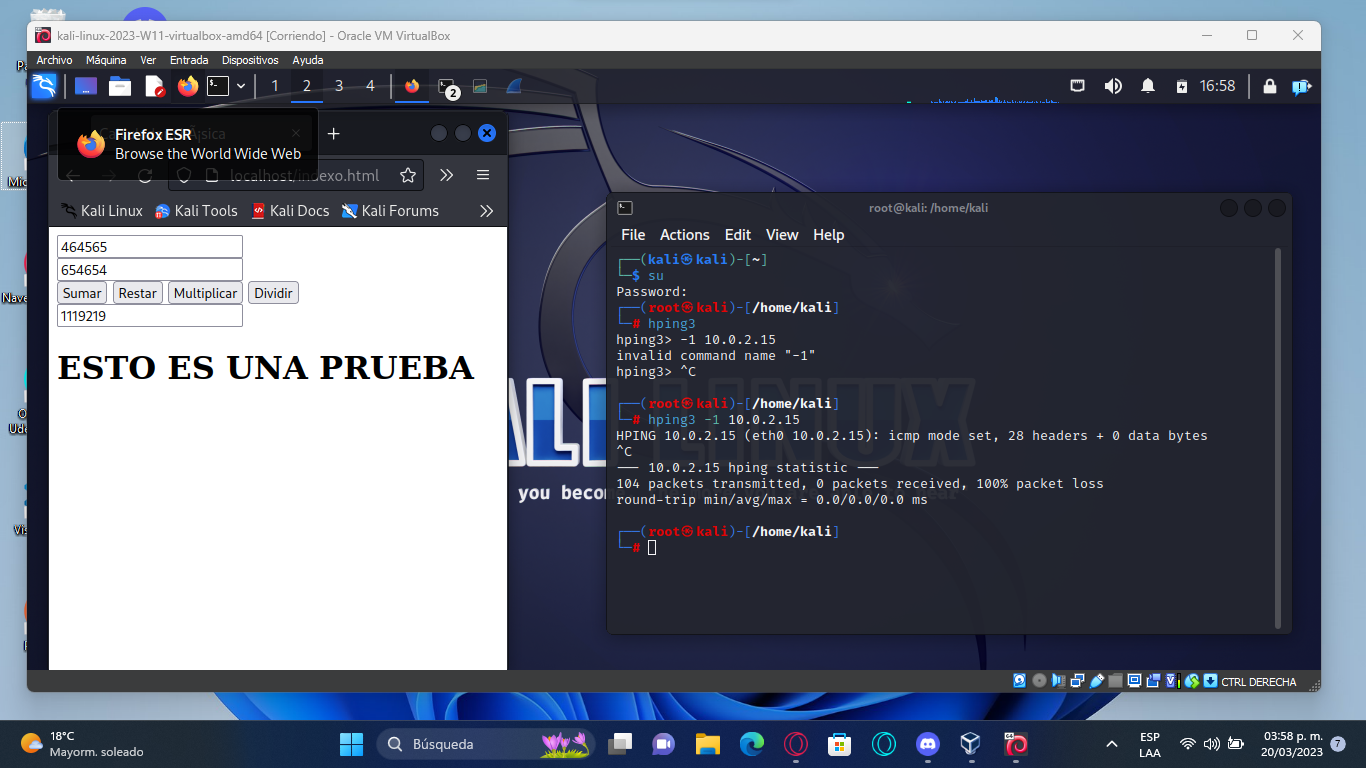 kali-linux-2023-W11-virtualbox-amd64 [Corriendo] - Oracle VM VirtualBox
Archivo Máquina Ver Entrada Dispositivos Ayuda
1 2 3 4 2 16:58
Firefox ESR
Browse the World Wide Web
localhost/indexo.html
Kali Linux Kali Tools Kali Docs Kali Forums
464565
654654
Sumar Restar Multiplicar Dividir
1119219
ESTO ES UNA PRUEBA
root@kali: /home/kali
File Actions Edit View Help
┌──(kali㉿kali)-[~]
└─$ su
Password:
┌──(root㉿kali)-[/home/kali]
└─# hping3
hping3> -1 10.0.2.15
invalid command name "-1"
hping3> ^C
┌──(root㉿kali)-[/home/kali]
└─# hping3 -1 10.0.2.15
HPING 10.0.2.15 (eth0 10.0.2.15): icmp mode set, 28 headers + 0 data bytes
^C
--- 10.0.2.15 hping statistic ---
104 packets transmitted, 0 packets received, 100% packet loss
round-trip min/avg/max = 0.0/0.0/0.0 ms
┌──(root㉿kali)-[/home/kali]
└─#
KALI LINUX
you become
CTRL DERECHA
18°C
Mayorm. soleado
Búsqueda
ESP
LAA
03:58 p. m.
20/03/2023
7